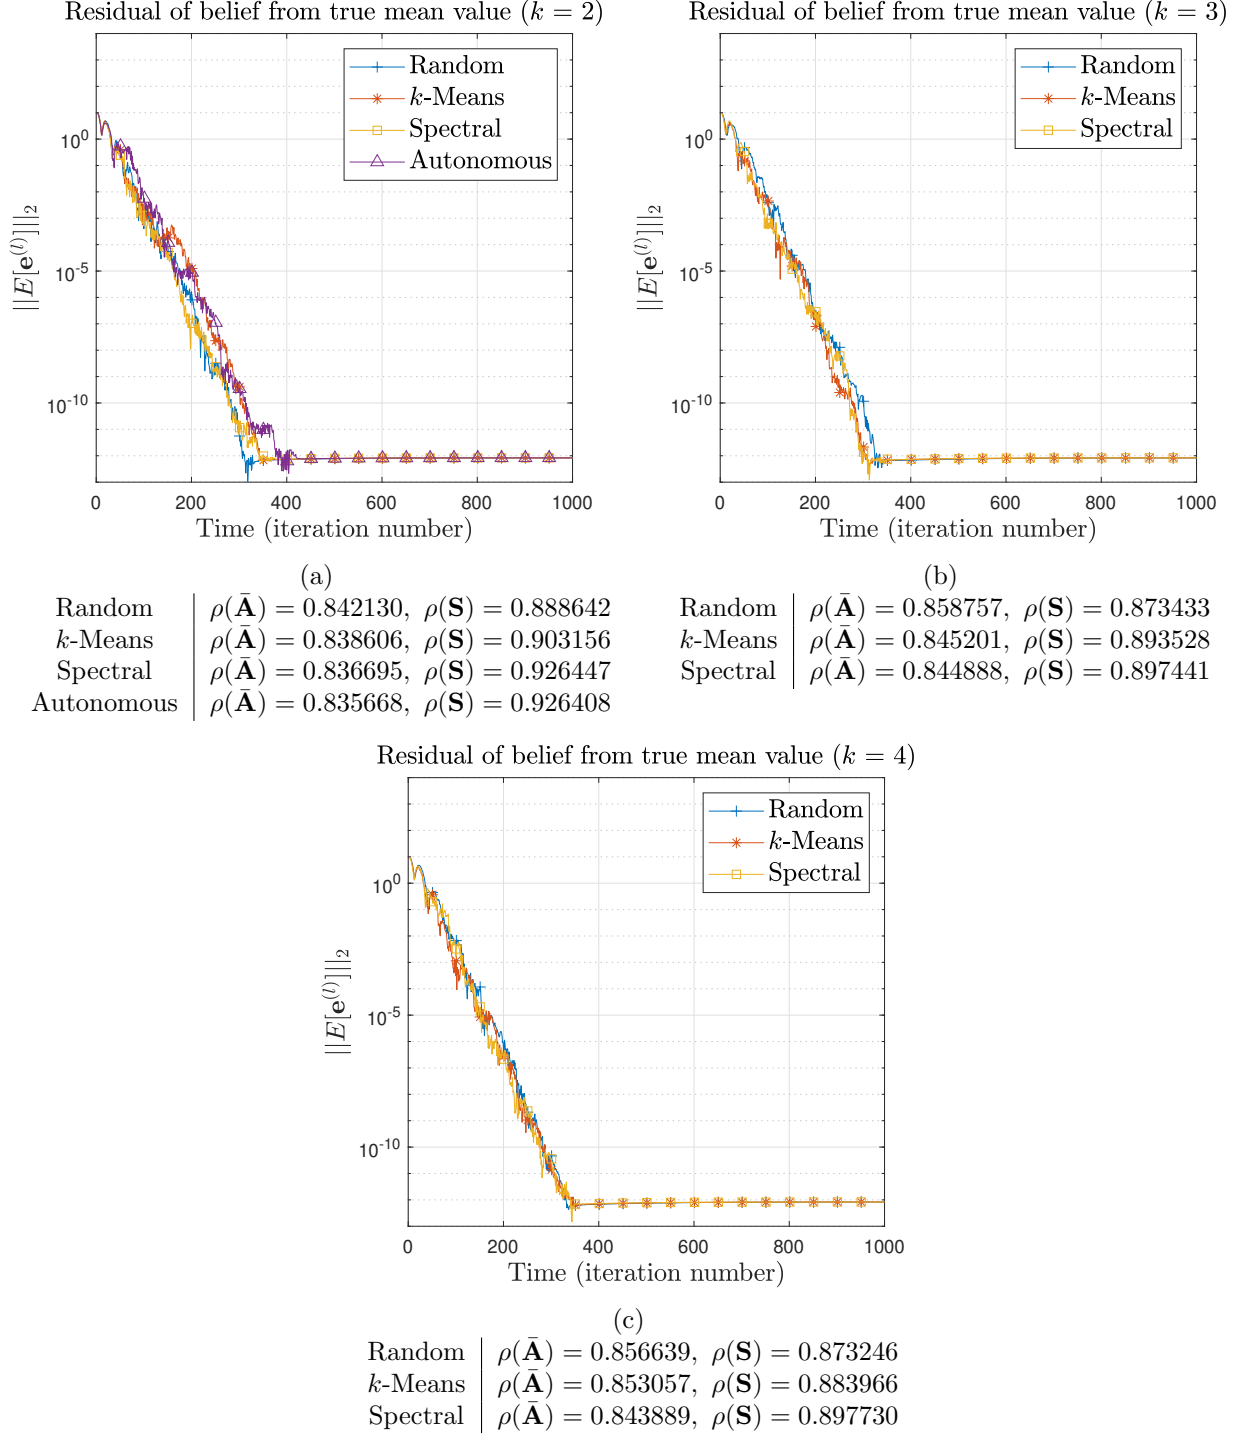 Residual of belief from true mean value (k = 2)
Random
k-Means
Spectral
Autonomous
10^0
10^-5
10^-10
||E[e^(l)]||_2
0 200 400 600 800 1000
Time (iteration number)
(a)
Random | ρ(Ā) = 0.842130, ρ(S) = 0.888642
k-Means | ρ(Ā) = 0.838606, ρ(S) = 0.903156
Spectral | ρ(Ā) = 0.836695, ρ(S) = 0.926447
Autonomous | ρ(Ā) = 0.835668, ρ(S) = 0.926408
Residual of belief from true mean value (k = 3)
Random
k-Means
Spectral
10^0
10^-5
10^-10
||E[e^(l)]||_2
0 200 400 600 800 1000
Time (iteration number)
(b)
Random | ρ(Ā) = 0.858757, ρ(S) = 0.873433
k-Means | ρ(Ā) = 0.845201, ρ(S) = 0.893528
Spectral | ρ(Ā) = 0.844888, ρ(S) = 0.897441
Residual of belief from true mean value (k = 4)
Random
k-Means
Spectral
10^0
10^-5
10^-10
||E[e^(l)]||_2
0 200 400 600 800 1000
Time (iteration number)
(c)
Random | ρ(Ā) = 0.856639, ρ(S) = 0.873246
k-Means | ρ(Ā) = 0.853057, ρ(S) = 0.883966
Spectral | ρ(Ā) = 0.843889, ρ(S) = 0.897730